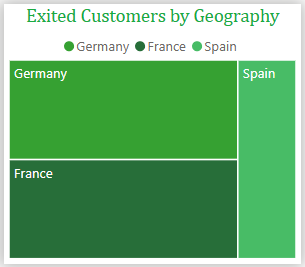 Exited Customers by Geography
Germany France Spain
Germany
Spain
France